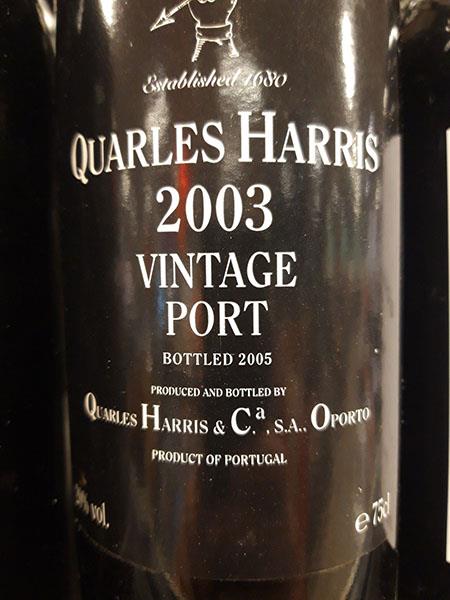 Established 1680
QUARLES HARRIS
2003
VINTAGE
PORT
BOTTLED 2005
PRODUCED AND BOTTLED BY
QUARLES HARRIS & C.ª, S.A., OPORTO
PRODUCT OF PORTUGAL
vol. e 75cl